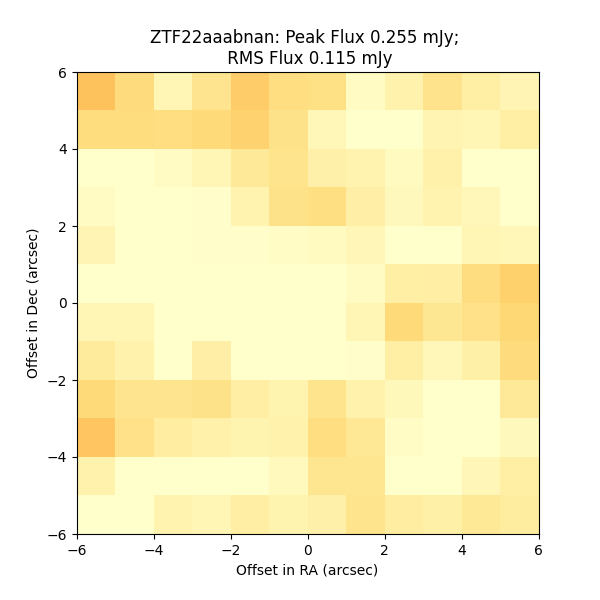 ZTF22aaabnan: Peak Flux 0.255 mJy;
RMS Flux 0.115 mJy
6
4
2
0
−2
−4
−6
Offset in Dec (arcsec)
−6 −4 −2 0 2 4 6
Offset in RA (arcsec)